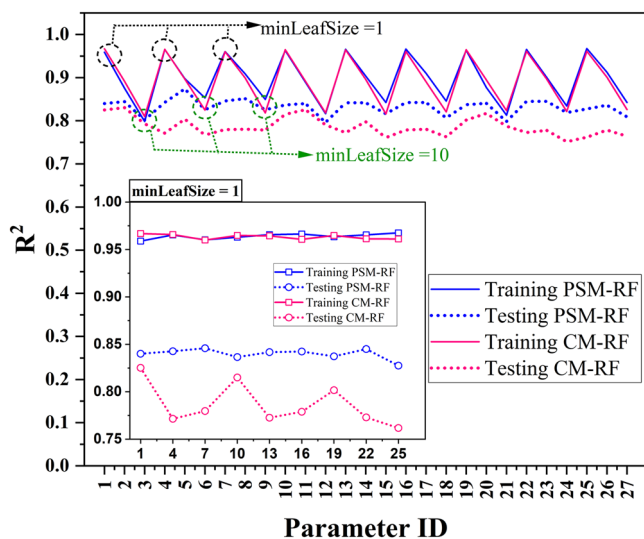 minLeafSize=1
1.0
0.9
0.8
0.7
0.6
0.5
0.4
0.3
0.2
0.1
0.0
R²
minLeafSize =10
minLeafSize = 1
1.00
0.95
0.90
0.85
0.80
0.75
Training PSM-RF
Testing PSM-RF
Training CM-RF
Testing CM-RF
1 4 7 10 13 16 19 22 25
Training PSM-RF
Testing PSM-RF
Training CM-RF
Testing CM-RF
1 2 3 4 5 6 7 8 9 10 11 12 13 14 15 16 17 18 19 20 21 22 23 24 25 26 27
Parameter ID